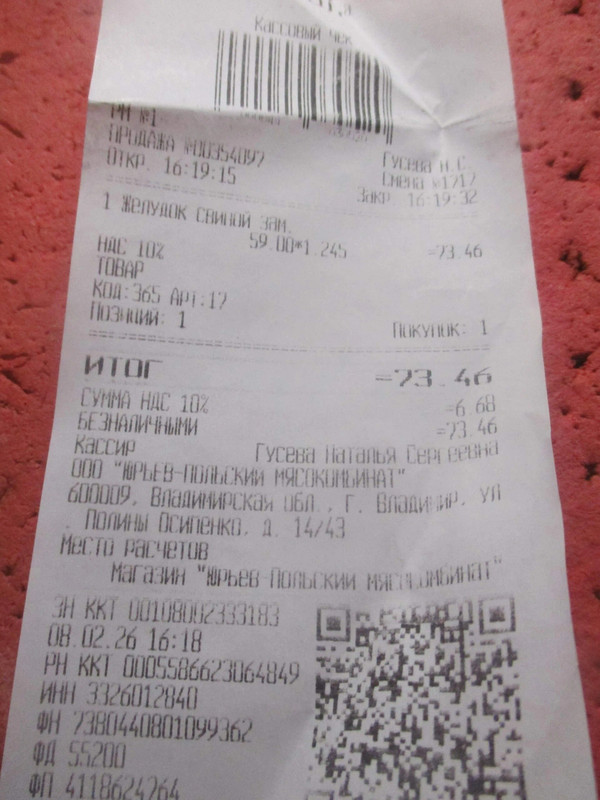 Кассовый чек
РМ №1
ПРОДАЖА №00354097
Гусева Н.С.
Смена №1717
ОТКР. 16:19:15
Закр. 16:19:32
1 Желудок свиной зам.
59.00*1.245 =73.46
НДС 10%
ТОВАР
КОД:365 АРТ:17
ПОЗИЦИЙ: 1
Покупок: 1
ИТОГ =73.46
СУММА НДС 10% =6.68
БЕЗНАЛИЧНЫМИ =73.46
Кассир Гусева Наталья Сергеевна
ООО "ЮРЬЕВ-ПОЛЬСКИЙ МЯСОКОМБИНАТ"
600009, Владимирская обл., г. Владимир, ул
. Полины Осипенко, д. 14/43
Место расчетов
Магазин "Юрьев-Польский мясокомбинат"
ЗН ККТ 00108002333183
08.02.26 16:18
РН ККТ 0005586623064849
ИНН 3326012840
ФН 7380440801099362
ФД 55200
ФП 4118624264